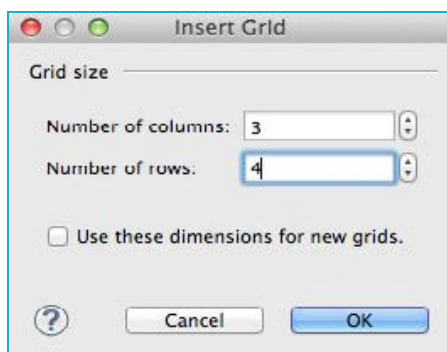 Insert Grid
Grid size
Number of columns: 3
Number of rows: 4
Use these dimensions for new grids.
?
Cancel OK